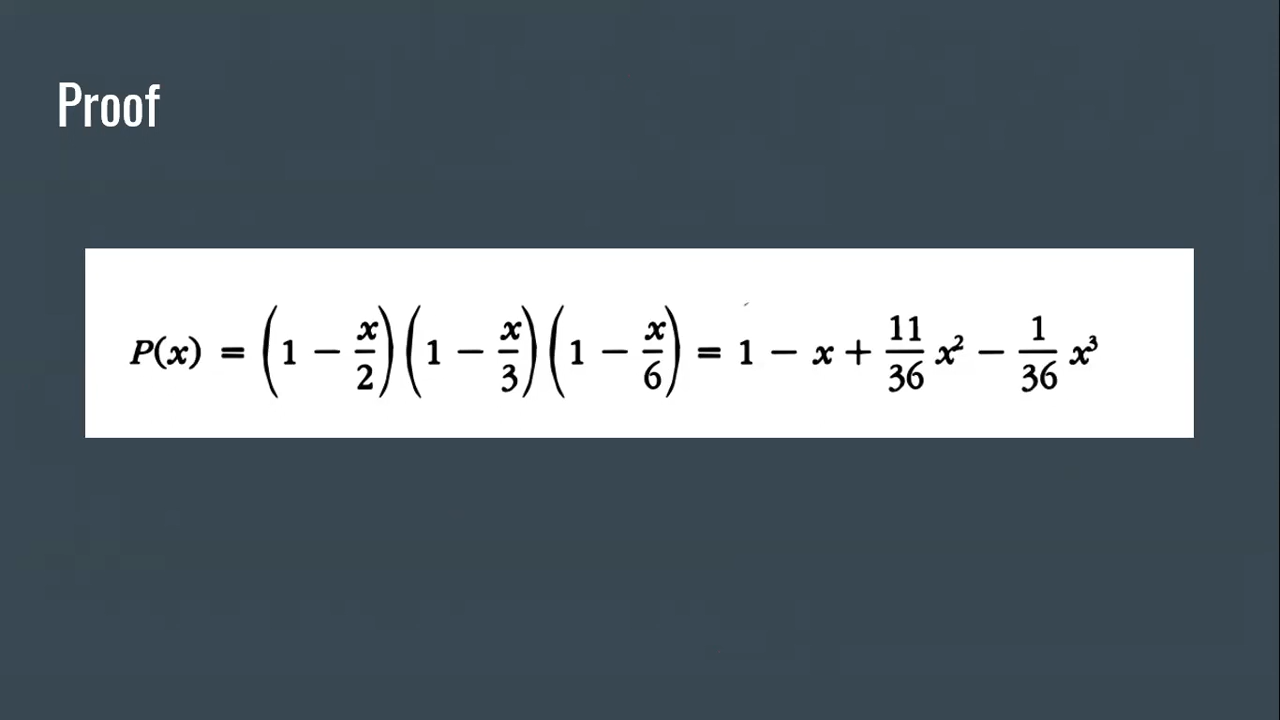 Proof
P(x) = (1 − x/2)(1 − x/3)(1 − x/6) = 1 − x + 11/36 x² − 1/36 x³